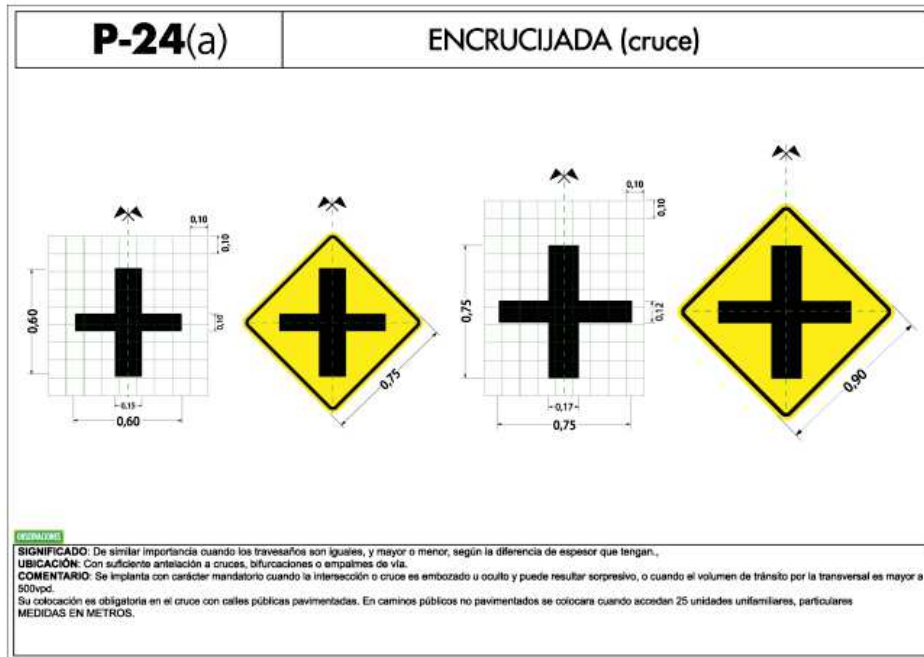 P-24(a)
ENCRUCIJADA (cruce)
0,10
0,10
0,60
0,10
0,15
0,60
0,75
0,10
0,10
0,75
0,12
0,17
0,75
0,90
OBSERVACIONES
SIGNIFICADO: De similar importancia cuando los travesaños son iguales, y mayor o menor, según la diferencia de espesor que tengan.,
UBICACIÓN: Con suficiente antelación a cruces, bifurcaciones o empalmes de vía.
COMENTARIO: Se implanta con carácter mandatorio cuando la intersección o cruce es embozado u oculto y puede resultar sorpresivo, o cuando el volumen de tránsito por la transversal es mayor a
500vpd.
Su colocación es obligatoria en el cruce con calles públicas pavimentadas. En caminos públicos no pavimentados se colocara cuando accedan 25 unidades unifamiliares, particulares
MEDIDAS EN METROS.